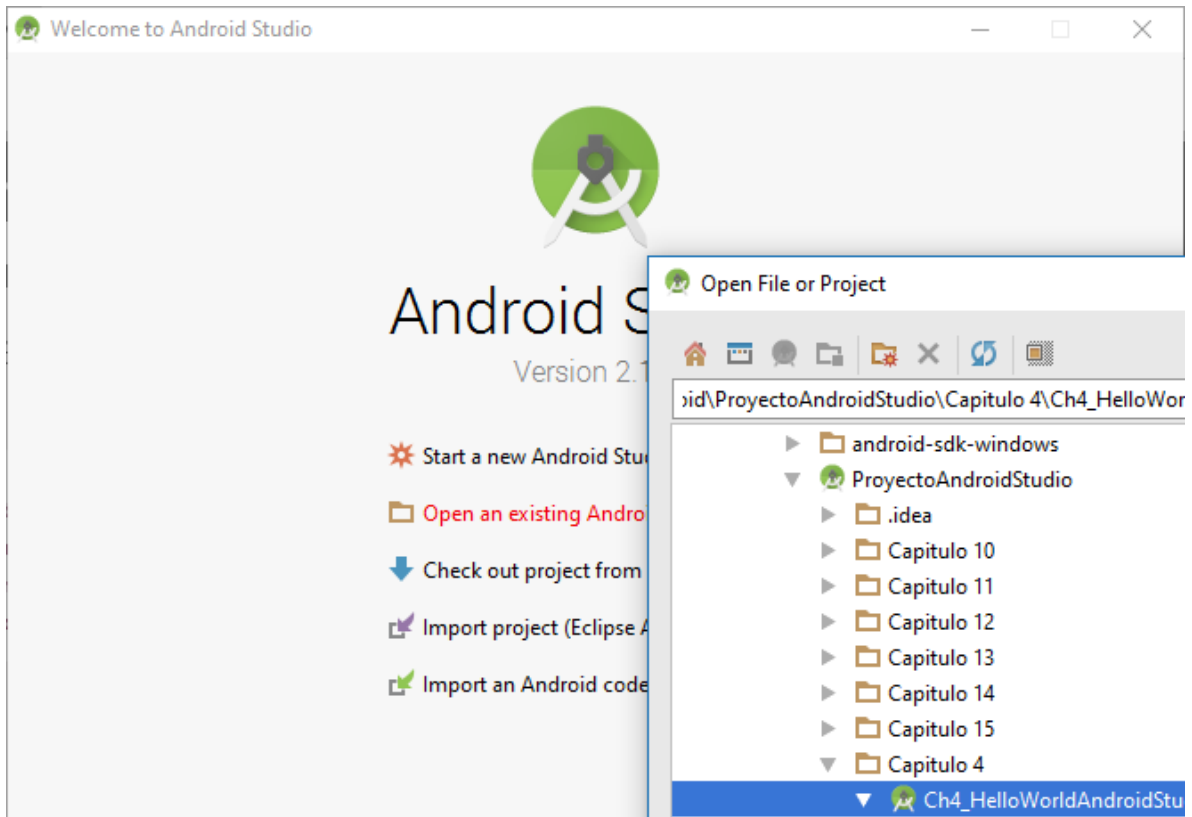 Welcome to Android Studio
Android S
Version 2.1
Start a new Android Stu
Open an existing Andro
Check out project from
Import project (Eclipse A
Import an Android code
Open File or Project
oid\ProyectoAndroidStudio\Capitulo 4\Ch4_HelloWor
android-sdk-windows
ProyectoAndroidStudio
.idea
Capitulo 10
Capitulo 11
Capitulo 12
Capitulo 13
Capitulo 14
Capitulo 15
Capitulo 4
Ch4_HelloWorldAndroidStu